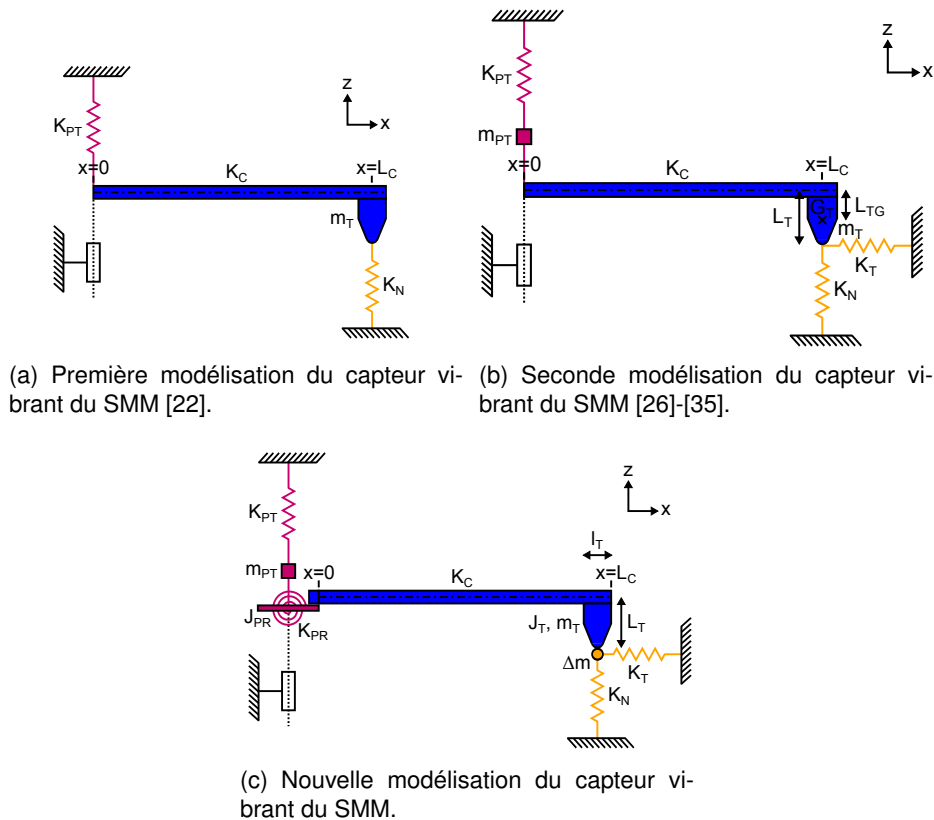 z
x
K_PT
x=0
K_C
x=L_C
m_T
K_N
(a) Première modélisation du capteur vi-
brant du SMM [22].
z
x
K_PT
m_PT
x=0
K_C
x=L_C
L_T
G_T
L_TG
m_T
K_T
K_N
(b) Seconde modélisation du capteur vi-
brant du SMM [26]-[35].
z
x
K_PT
l_T
m_PT
x=0
K_C
x=L_C
J_PR
K_PR
J_T, m_T
L_T
Δm
K_T
K_N
(c) Nouvelle modélisation du capteur vi-
brant du SMM.